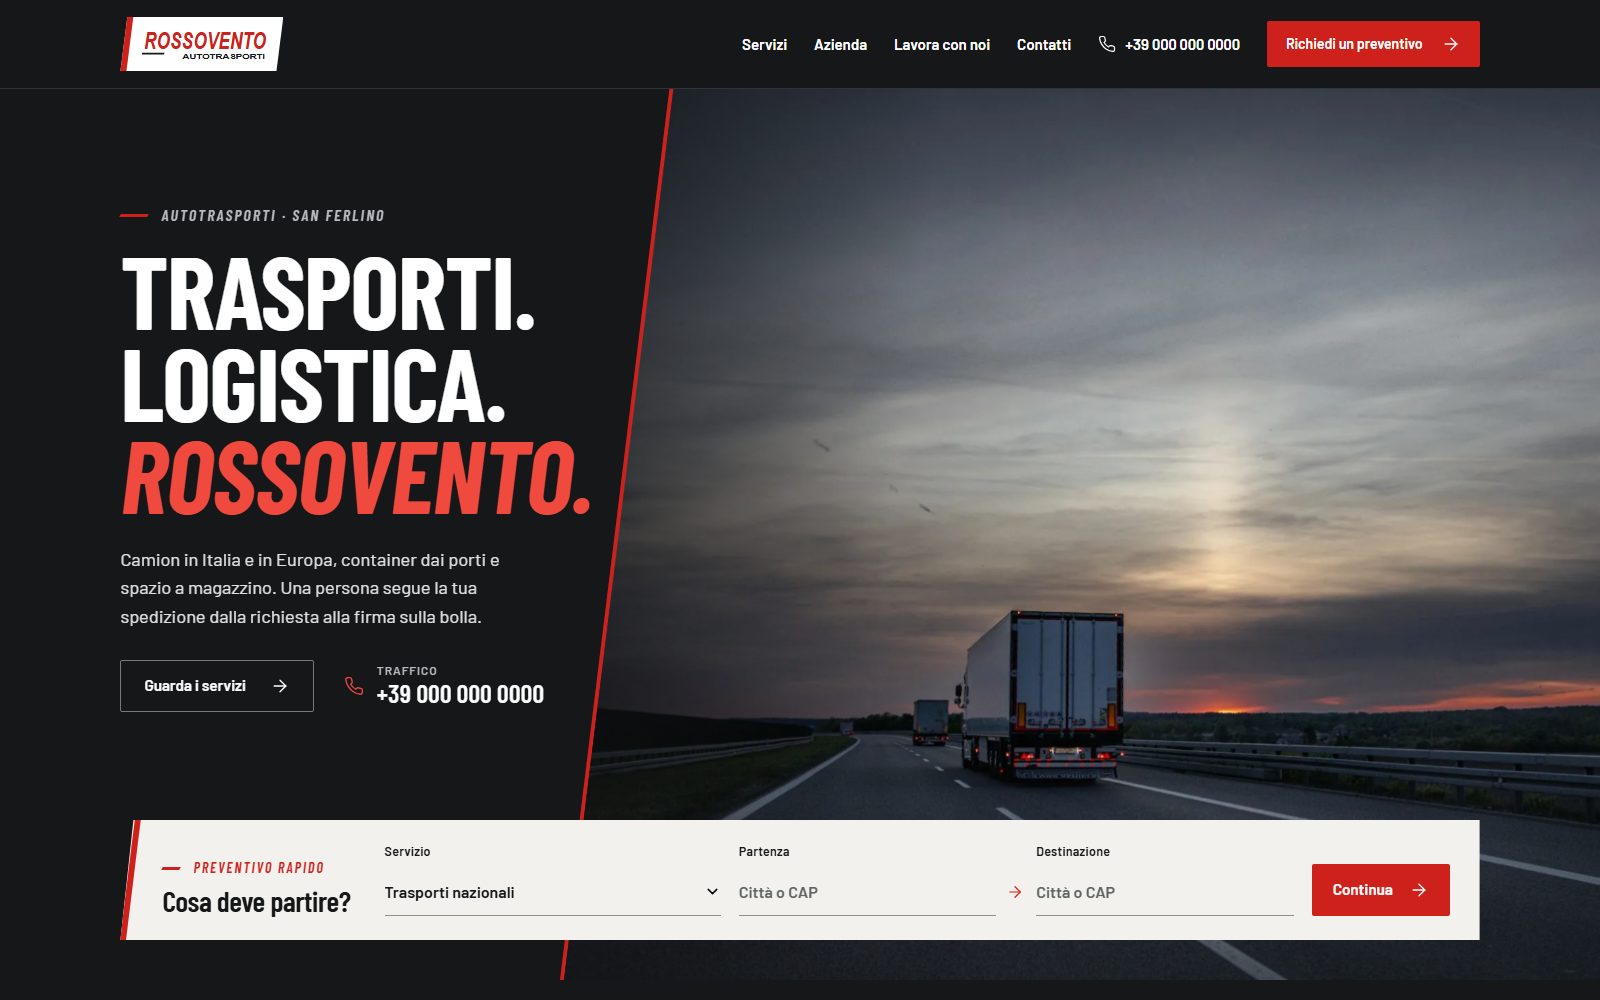 ROSSOVENTO
AUTOTRASPORTI
Servizi
Azienda
Lavora con noi
Contatti
+39 000 000 0000
Richiedi un preventivo
AUTOTRASPORTI · SAN FERLINO
TRASPORTI.
LOGISTICA.
ROSSOVENTO.
Camion in Italia e in Europa, container dai porti e
spazio a magazzino. Una persona segue la tua
spedizione dalla richiesta alla firma sulla bolla.
Guarda i servizi
TRAFFICO
+39 000 000 0000
PREVENTIVO RAPIDO
Cosa deve partire?
Servizio
Trasporti nazionali
Partenza
Città o CAP
Destinazione
Città o CAP
Continua